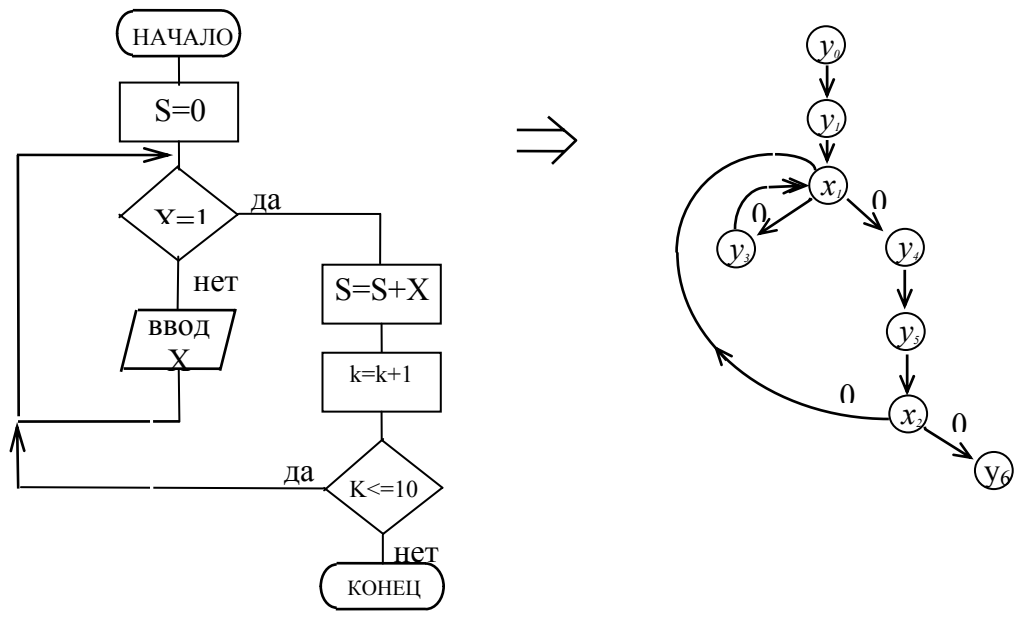 НАЧАЛО
S=0
X=1
да
нет
ввод
X
S=S+X
k=k+1
K<=10
да
нет
КОНЕЦ
y₀
y₁
x₁
0
0
y₃
y₄
y₅
x₂
0
0
y6